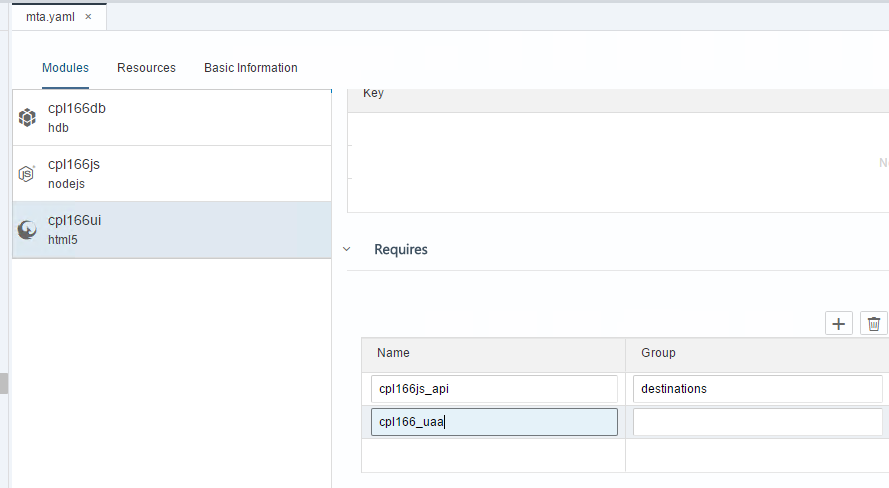 mta.yaml ×
Modules Resources Basic Information
cpl166db
hdb
cpl166js
nodejs
cpl166ui
html5
Key
Requires
Name Group
cpl166js_api destinations
cpl166_uaa